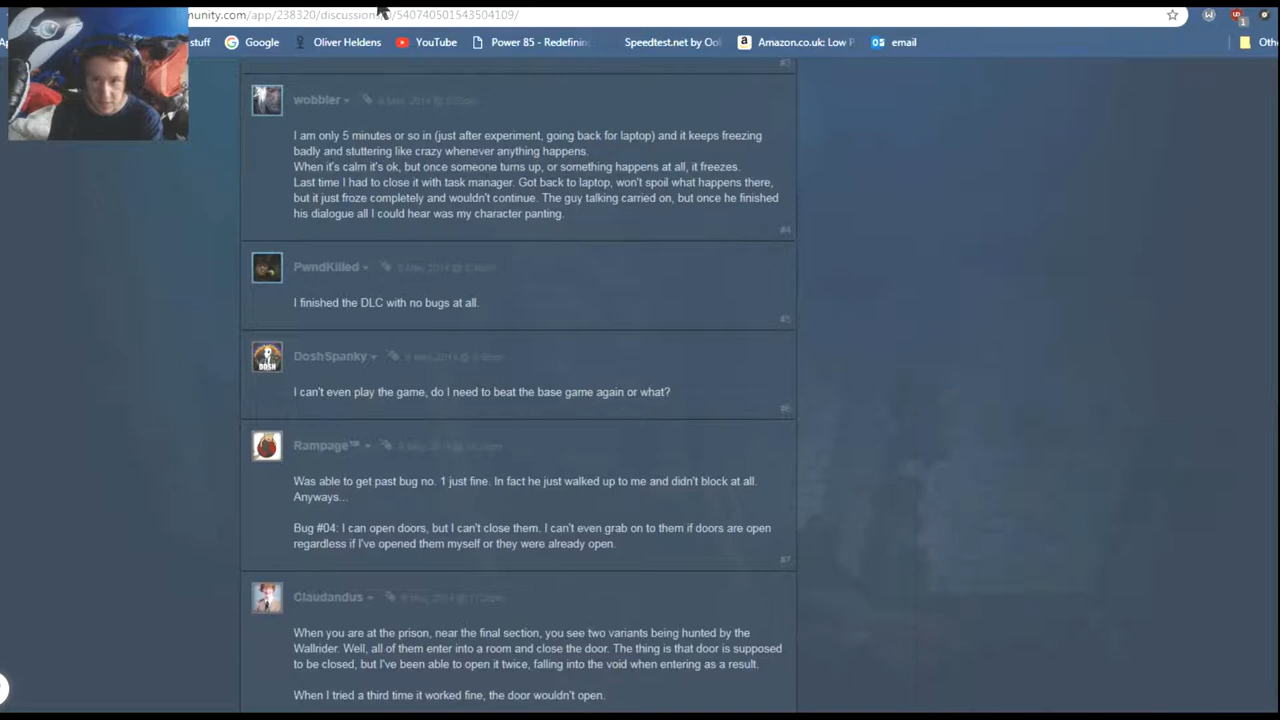 munity.com/app/238320/discussions/0/540740501543504109/
stuff
Google
Oliver Heldens
YouTube
Power 85 - Redefinin
Speedtest.net by Ool
Amazon.co.uk: Low P
email
Oth
#3
wobbler
I am only 5 minutes or so in (just after experiment, going back for laptop) and it keeps freezing
badly and stuttering like crazy whenever anything happens.
When it's calm it's ok, but once someone turns up, or something happens at all, it freezes.
Last time I had to close it with task manager. Got back to laptop, won't spoil what happens there,
but it just froze completely and wouldn't continue. The guy talking carried on, but once he finished
his dialogue all I could hear was my character panting.
#4
PwndKilled
I finished the DLC with no bugs at all.
#5
DoshSpanky
I can't even play the game, do I need to beat the base game again or what?
#6
Rampage™
Was able to get past bug no. 1 just fine. In fact he just walked up to me and didn't block at all.
Anyways...
Bug #04: I can open doors, but I can't close them. I can't even grab on to them if doors are open
regardless if I've opened them myself or they were already open.
#7
Claudandus
When you are at the prison, near the final section, you see two variants being hunted by the
Wallrider. Well, all of them enter into a room and close the door. The thing is that door is supposed
to be closed, but I've been able to open it twice, falling into the void when entering as a result.
When I tried a third time it worked fine, the door wouldn't open.